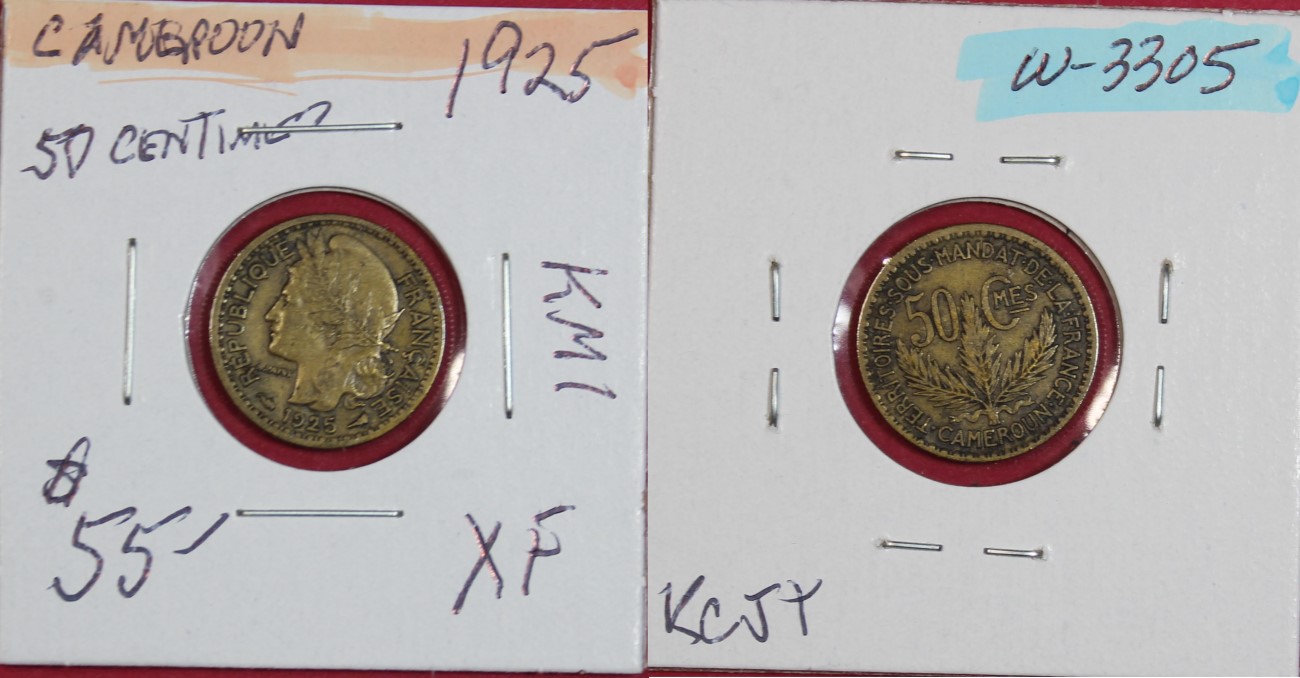 CAMEROON
1925
50 CENTIMES
REPUBLIQUE FRANÇAISE
1925
KM1
55
XF
W-3305
TERRITOIRES·SOUS·MANDAT·DE·LA·FRANCE
50 CMES
CAMEROUN
KCJY